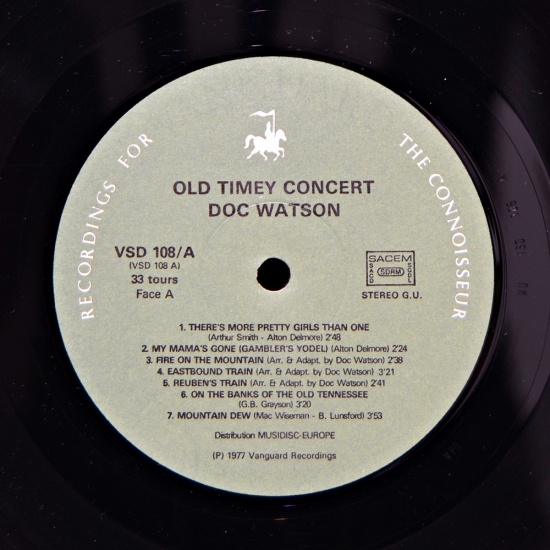 RECORDINGS FOR THE CONNOISSEUR
OLD TIMEY CONCERT
DOC WATSON
VSD 108/A
(VSD 108 A)
33 tours
Face A
SACEM
SACD SDRM SGDL
STEREO G.U.
1. THERE'S MORE PRETTY GIRLS THAN ONE
(Arthur Smith - Alton Delmore) 2'48
2. MY MAMA'S GONE (GAMBLER'S YODEL) (Alton Delmore) 2'24
3. FIRE ON THE MOUNTAIN (Arr. & Adapt. by Doc Watson) 2'38
4. EASTBOUND TRAIN (Arr. & Adapt. by Doc Watson) 3'21
5. REUBEN'S TRAIN (Arr. & Adapt. by Doc Watson) 2'41
6. ON THE BANKS OF THE OLD TENNESSEE
(G.B. Grayson) 3'20
7. MOUNTAIN DEW (Mac Wiseman - B. Lunsford) 3'53
Distribution MUSIDISC-EUROPE
(P) 1977 Vanguard Recordings